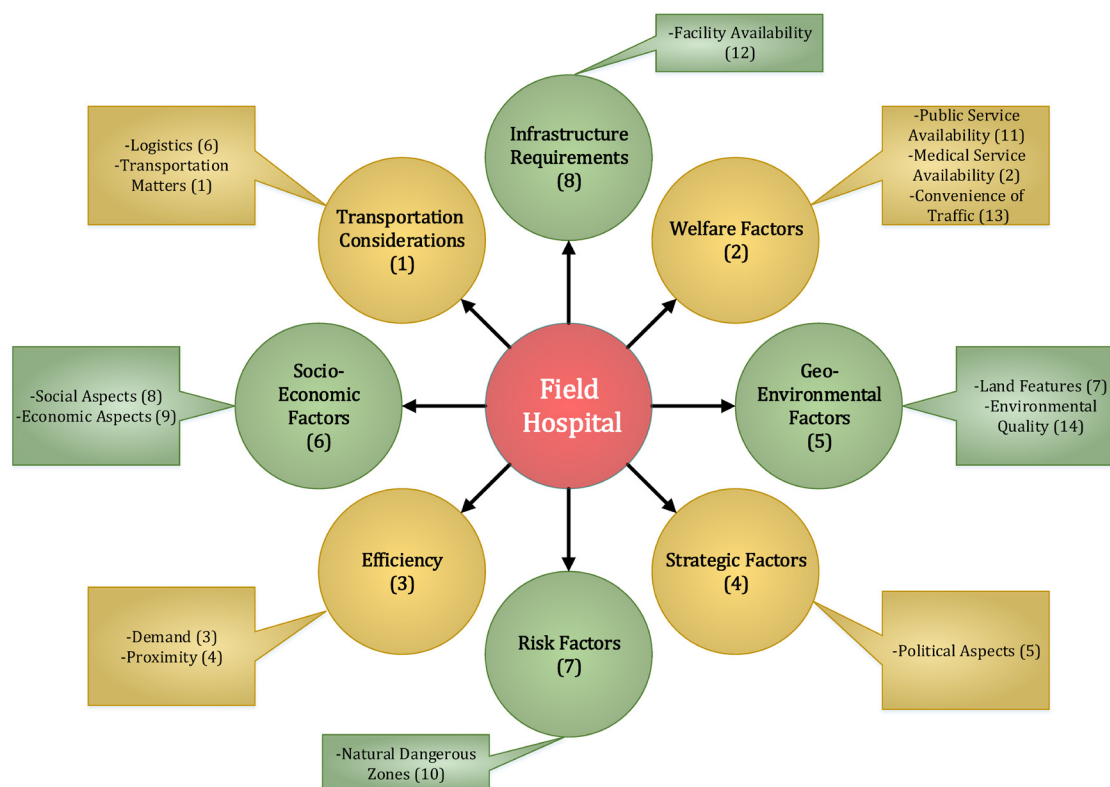 -Facility Availability
(12)
Infrastructure
Requirements
(8)
-Logistics (6)
-Transportation
Matters (1)
Transportation
Considerations
(1)
-Public Service
Availability (11)
-Medical Service
Availability (2)
-Convenience of
Traffic (13)
Welfare Factors
(2)
-Social Aspects (8)
-Economic Aspects (9)
Socio-
Economic
Factors
(6)
Field
Hospital
Geo-
Environmental
Factors
(5)
-Land Features (7)
-Environmental
Quality (14)
Efficiency
(3)
-Demand (3)
-Proximity (4)
Strategic Factors
(4)
-Political Aspects (5)
Risk Factors
(7)
-Natural Dangerous
Zones (10)